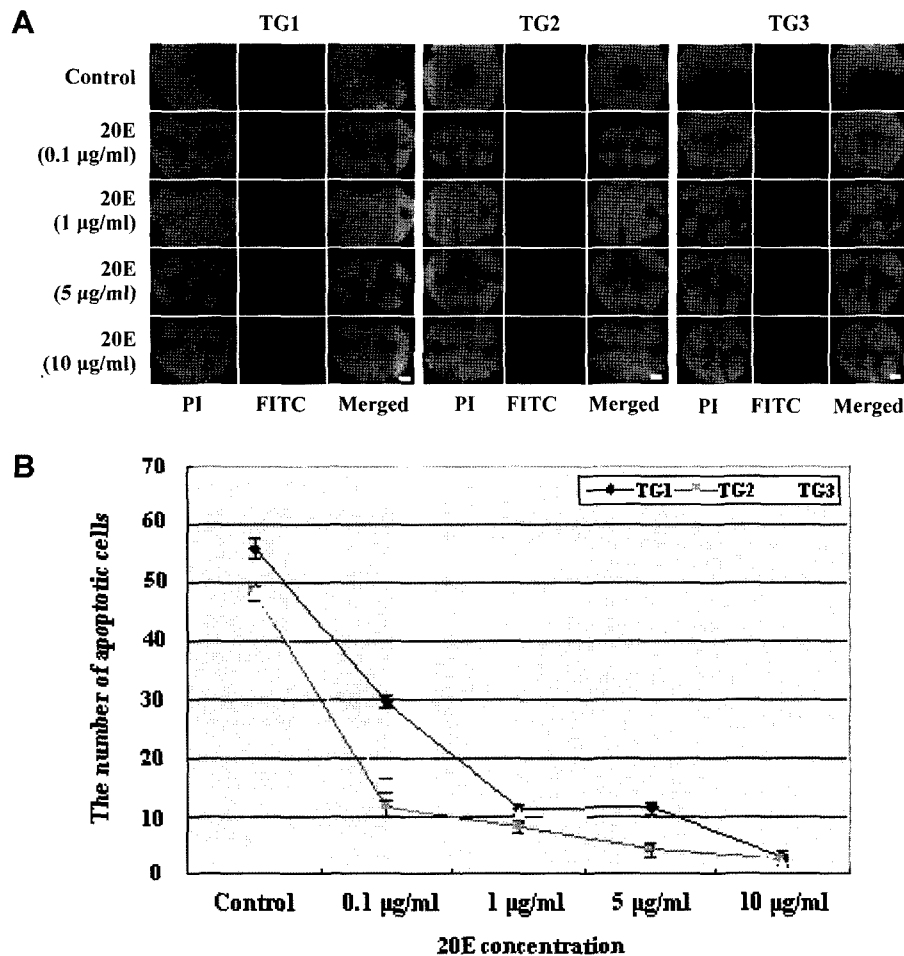 A
TG1 TG2 TG3
Control
20E
(0.1 µg/ml)
20E
(1 µg/ml)
20E
(5 µg/ml)
20E
(10 µg/ml)
PI FITC Merged PI FITC Merged PI FITC Merged
B
The number of apoptotic cells
70
60
50
40
30
20
10
0
TG1 TG2 TG3
Control 0.1 µg/ml 1 µg/ml 5 µg/ml 10 µg/ml
20E concentration